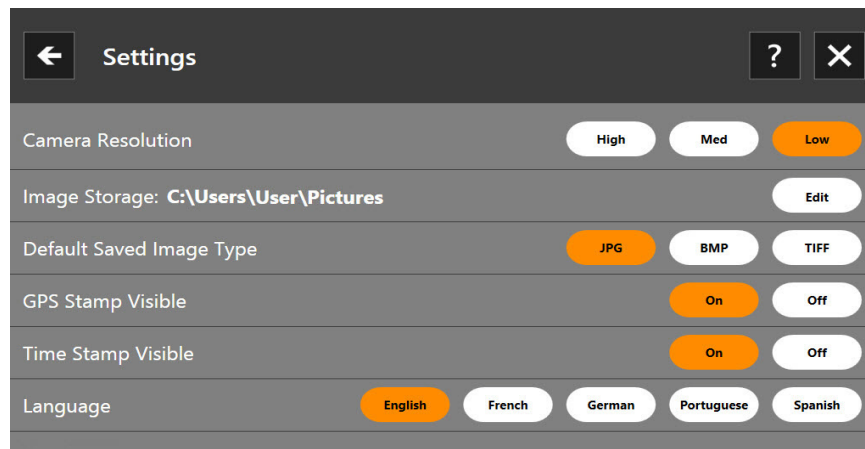 Settings ?
Camera Resolution High Med Low
Image Storage: C:\Users\User\Pictures Edit
Default Saved Image Type JPG BMP TIFF
GPS Stamp Visible On Off
Time Stamp Visible On Off
Language English French German Portuguese Spanish